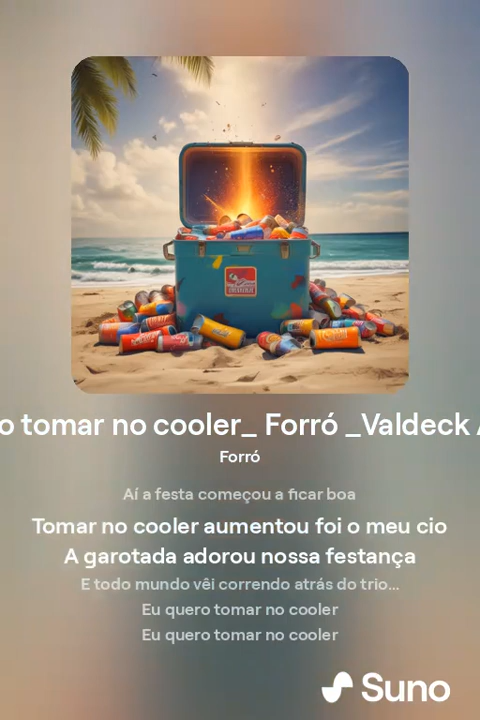 o tomar no cooler_ Forró _Valdeck
Forró
Aí a festa começou a ficar boa
Tomar no cooler aumentou foi o meu cio
A garotada adorou nossa festança
E todo mundo vêi correndo atrás do trio...
Eu quero tomar no cooler
Eu quero tomar no cooler
Suno